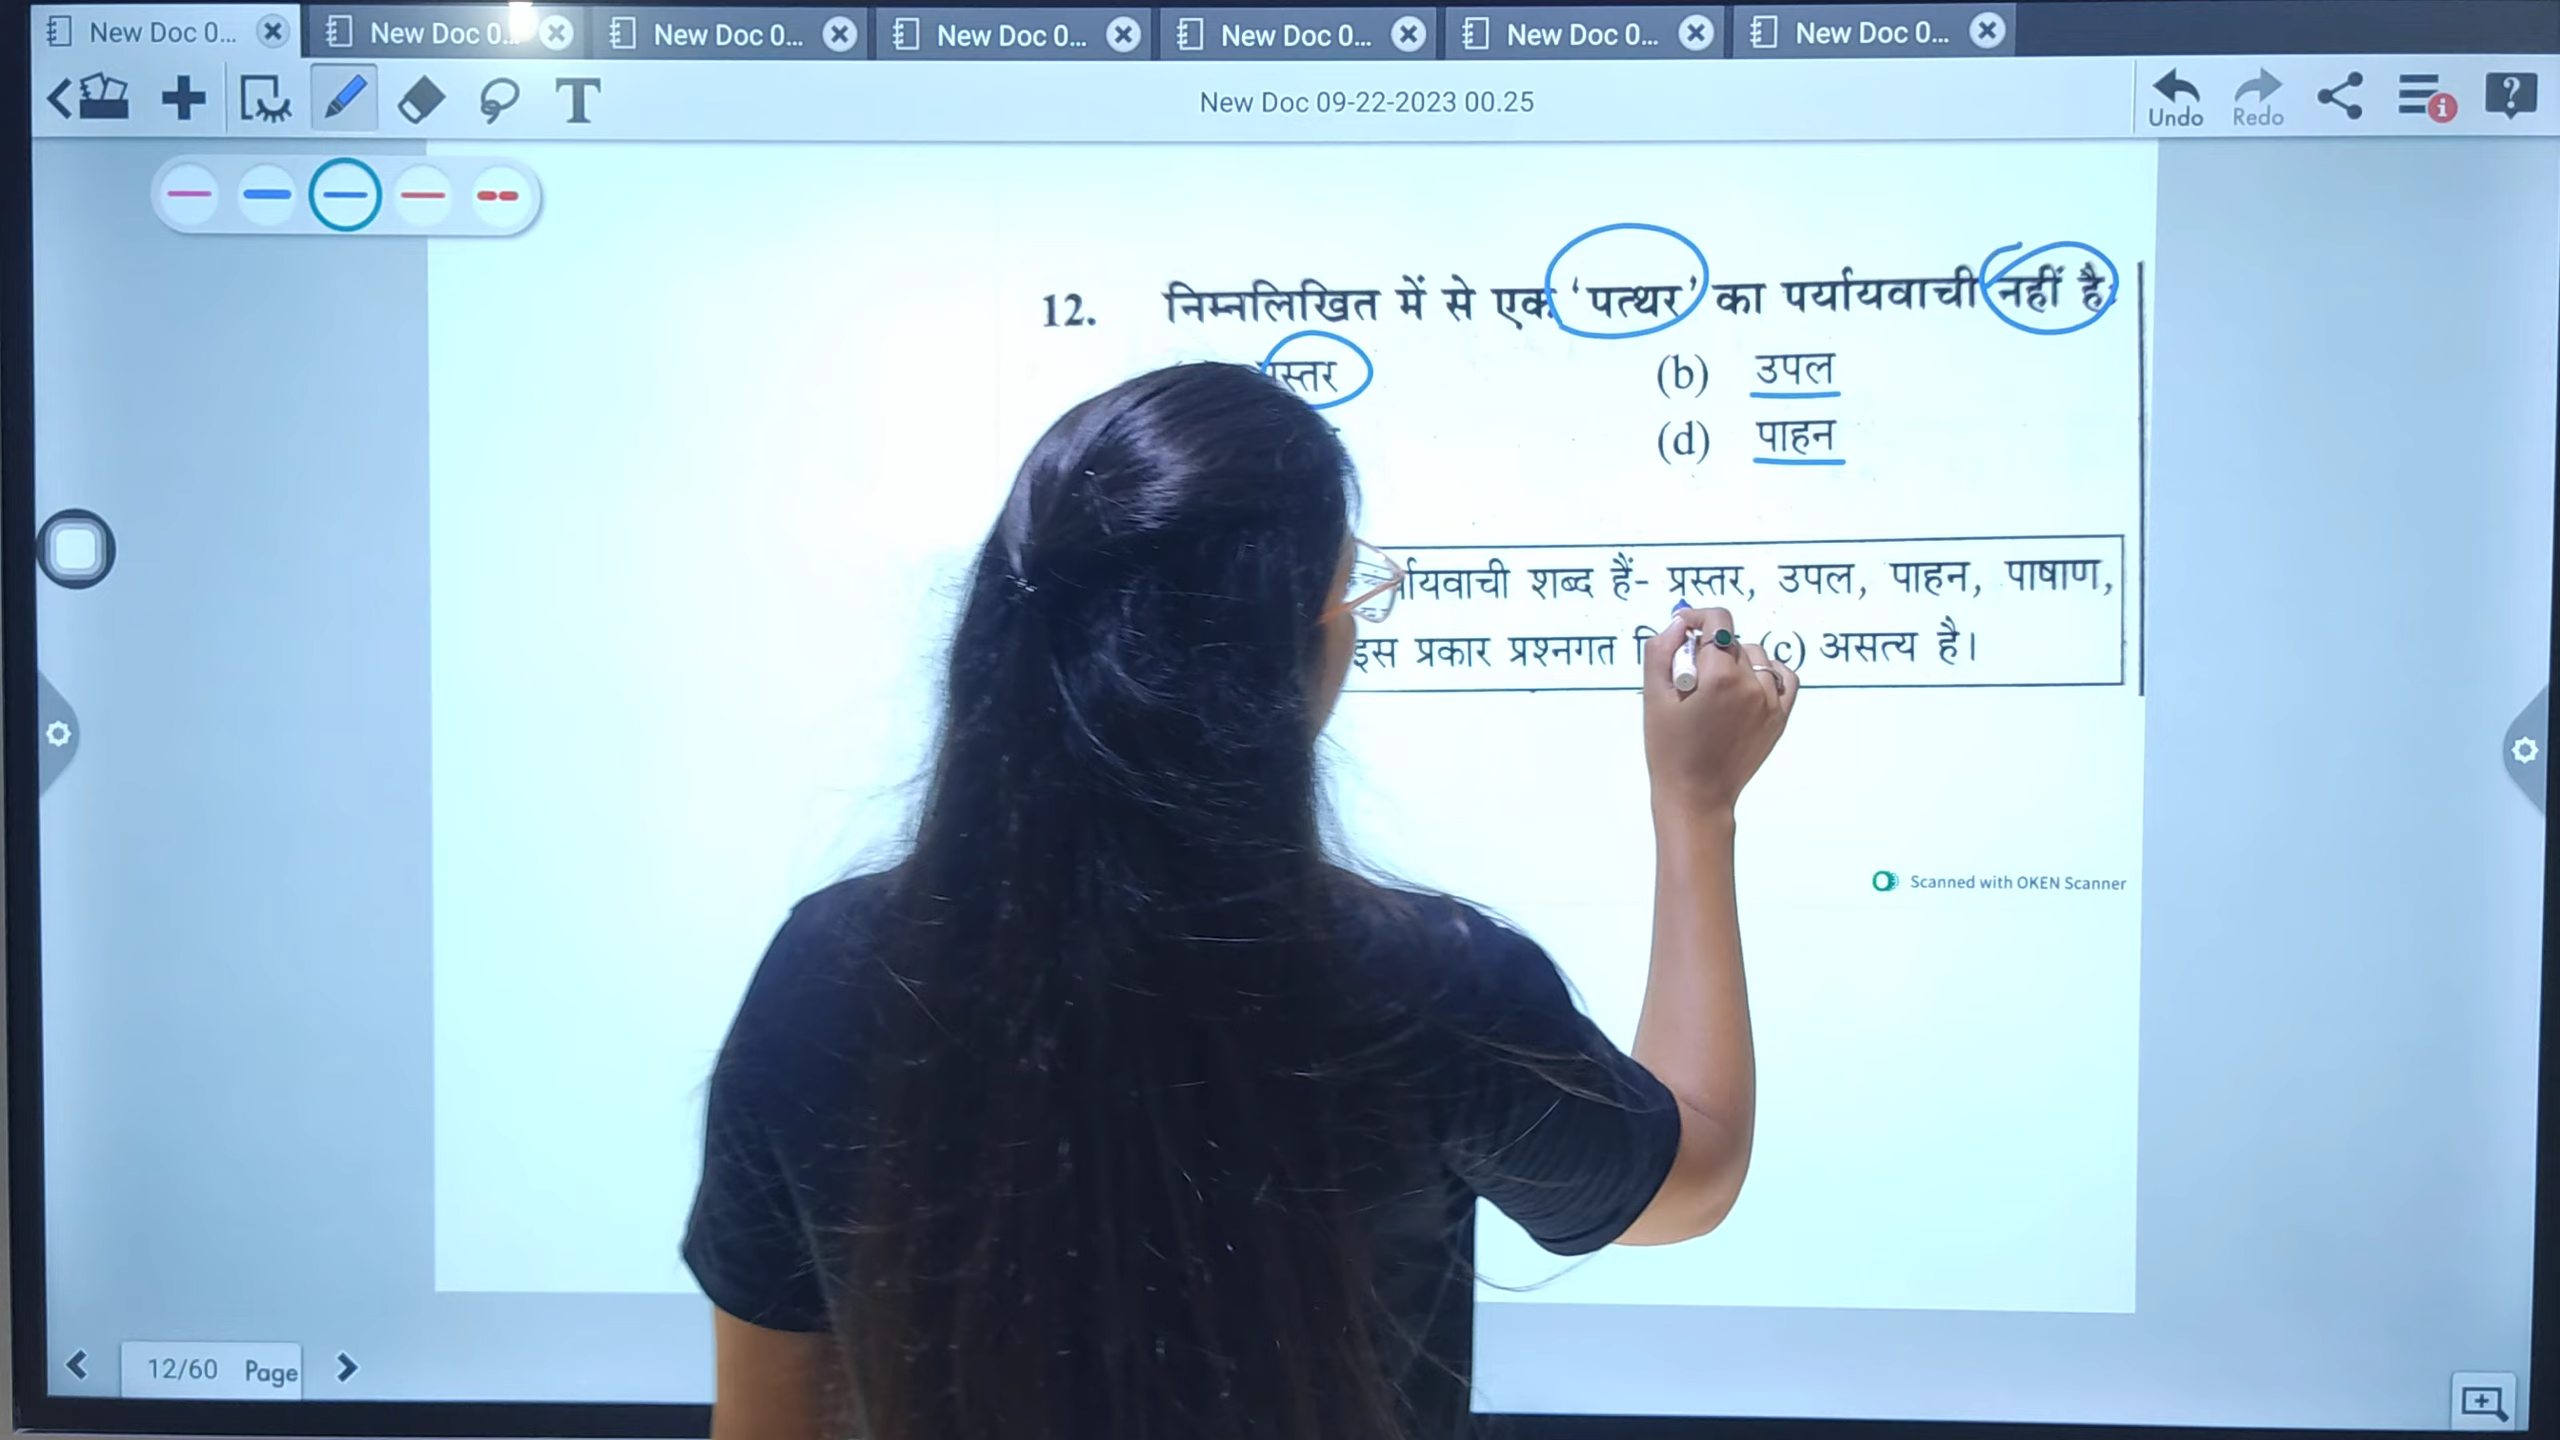 New Doc 0... New Doc 0... New Doc 0... New Doc 0... New Doc 0... New Doc 0... New Doc 0...
T New Doc 09-22-2023 00.25 Undo Redo
12. निम्नलिखित में से एक 'पत्थर' का पर्यायवाची नहीं है
(b) उपल
(d) पाहन
शब्द हैं- प्रस्तर, उपल, पाहन, पाषाण,
इस प्रकार प्रश्नगत (c) असत्य है।
Scanned with OKEN Scanner
12/60 Page